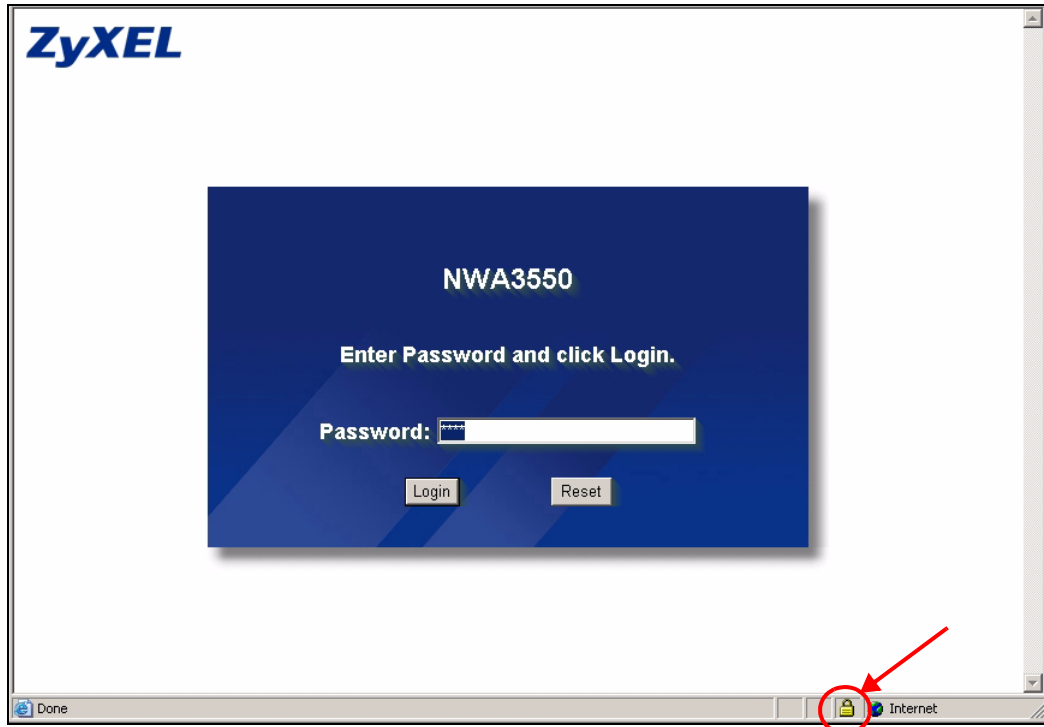 ZyXEL
NWA3550
Enter Password and click Login.
Password: ****
Login Reset
Done Internet